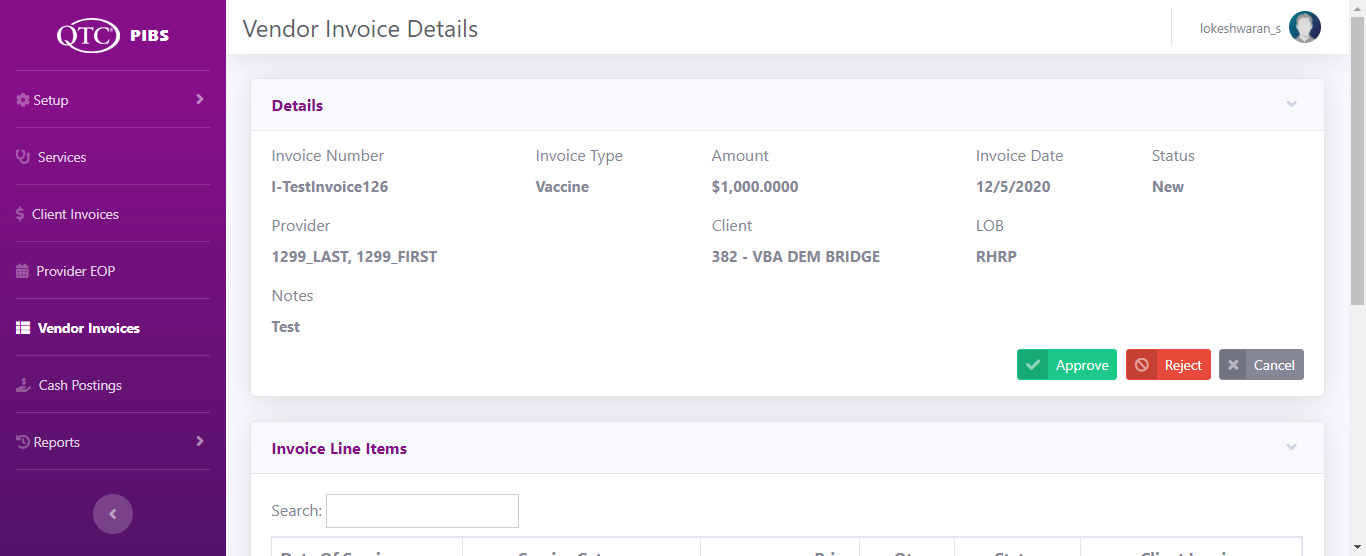 QTC PIBS
Setup
Services
Client Invoices
Provider EOP
Vendor Invoices
Cash Postings
Reports
Vendor Invoice Details
lokeshwaran_s
Details
Invoice Number Invoice Type Amount Invoice Date Status
I-TestInvoice126 Vaccine $1,000.0000 12/5/2020 New
Provider Client LOB
1299_LAST, 1299_FIRST 382 - VBA DEM BRIDGE RHRP
Notes
Test
Approve Reject Cancel
Invoice Line Items
Search:
Date Of